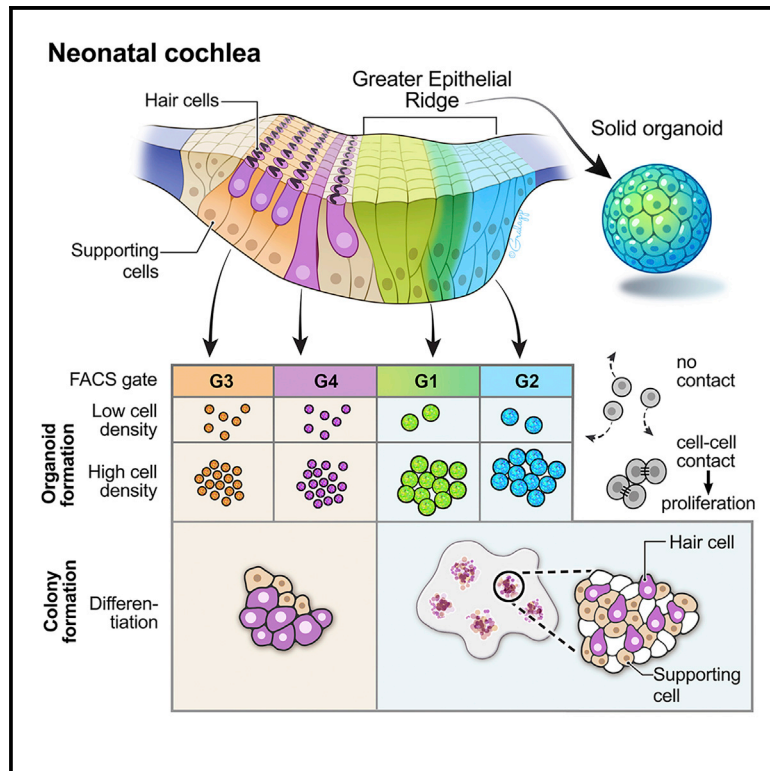 Neonatal cochlea
Greater Epithelial
Ridge
Hair cells
Solid organoid
Supporting
cells
FACS gate
G3
G4
G1
G2
no
contact
Organoid
formation
Low cell
density
High cell
density
cell-cell
contact
proliferation
Colony
formation
Differen-
tiation
Hair cell
Supporting
cell